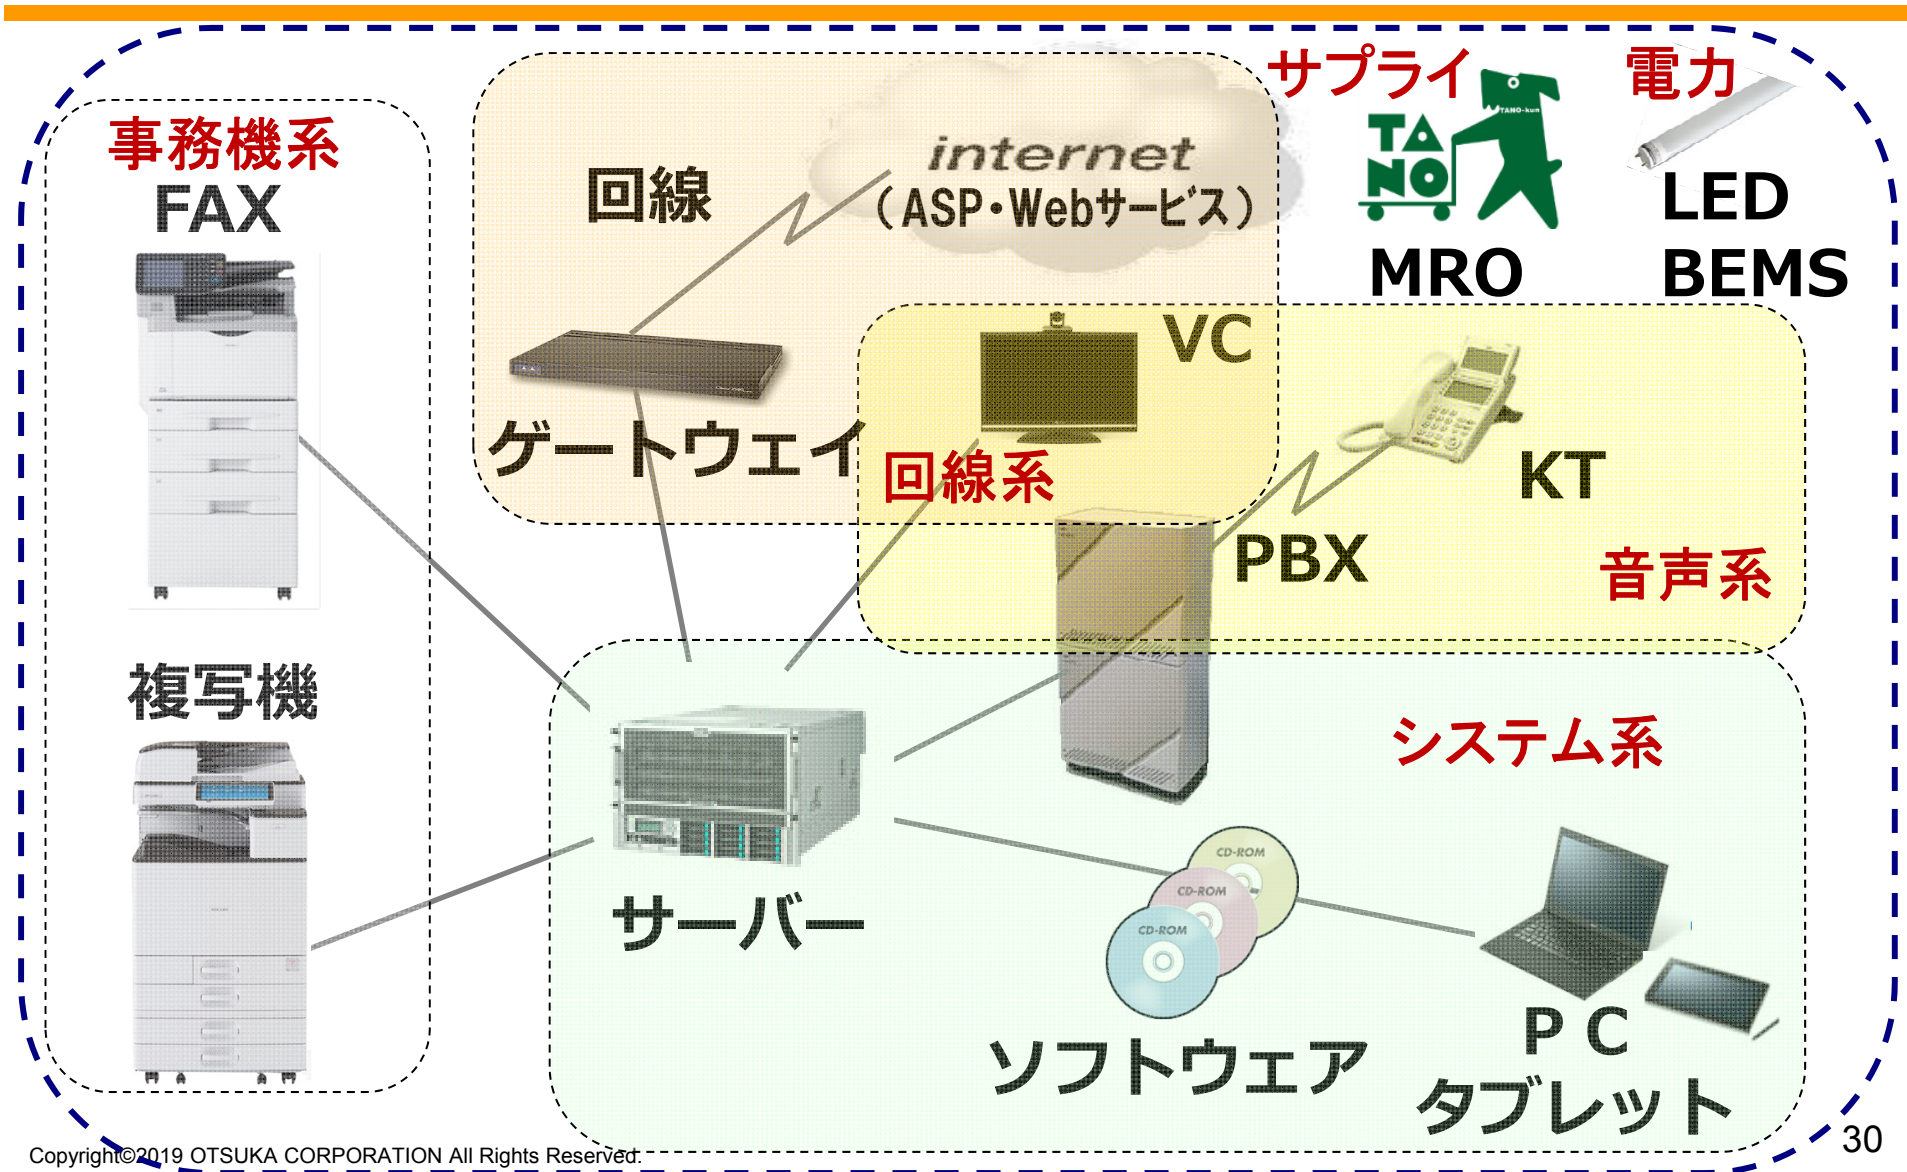 事務機系
FAX
複写機
回線
internet
（ASP・Webサービス）
ゲートウェイ
回線系
VC
サプライ
TANO-kun
TA
NO
MRO
電力
LED
BEMS
KT
PBX
音声系
システム系
サーバー
CD-ROM
CD-ROM
CD-ROM
ソフトウェア
ＰＣ
タブレット
Copyright©2019 OTSUKA CORPORATION All Rights Reserved.
30